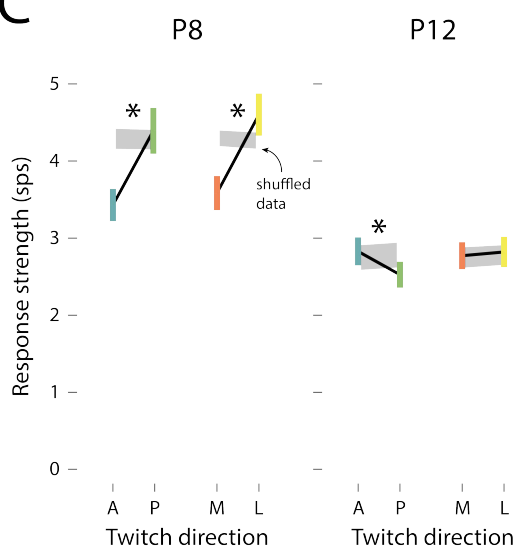 C
P8
P12
5
4
3
2
1
0
Response strength (sps)
*
*
shuffled
data
*
A P M L
A P M L
Twitch direction
Twitch direction